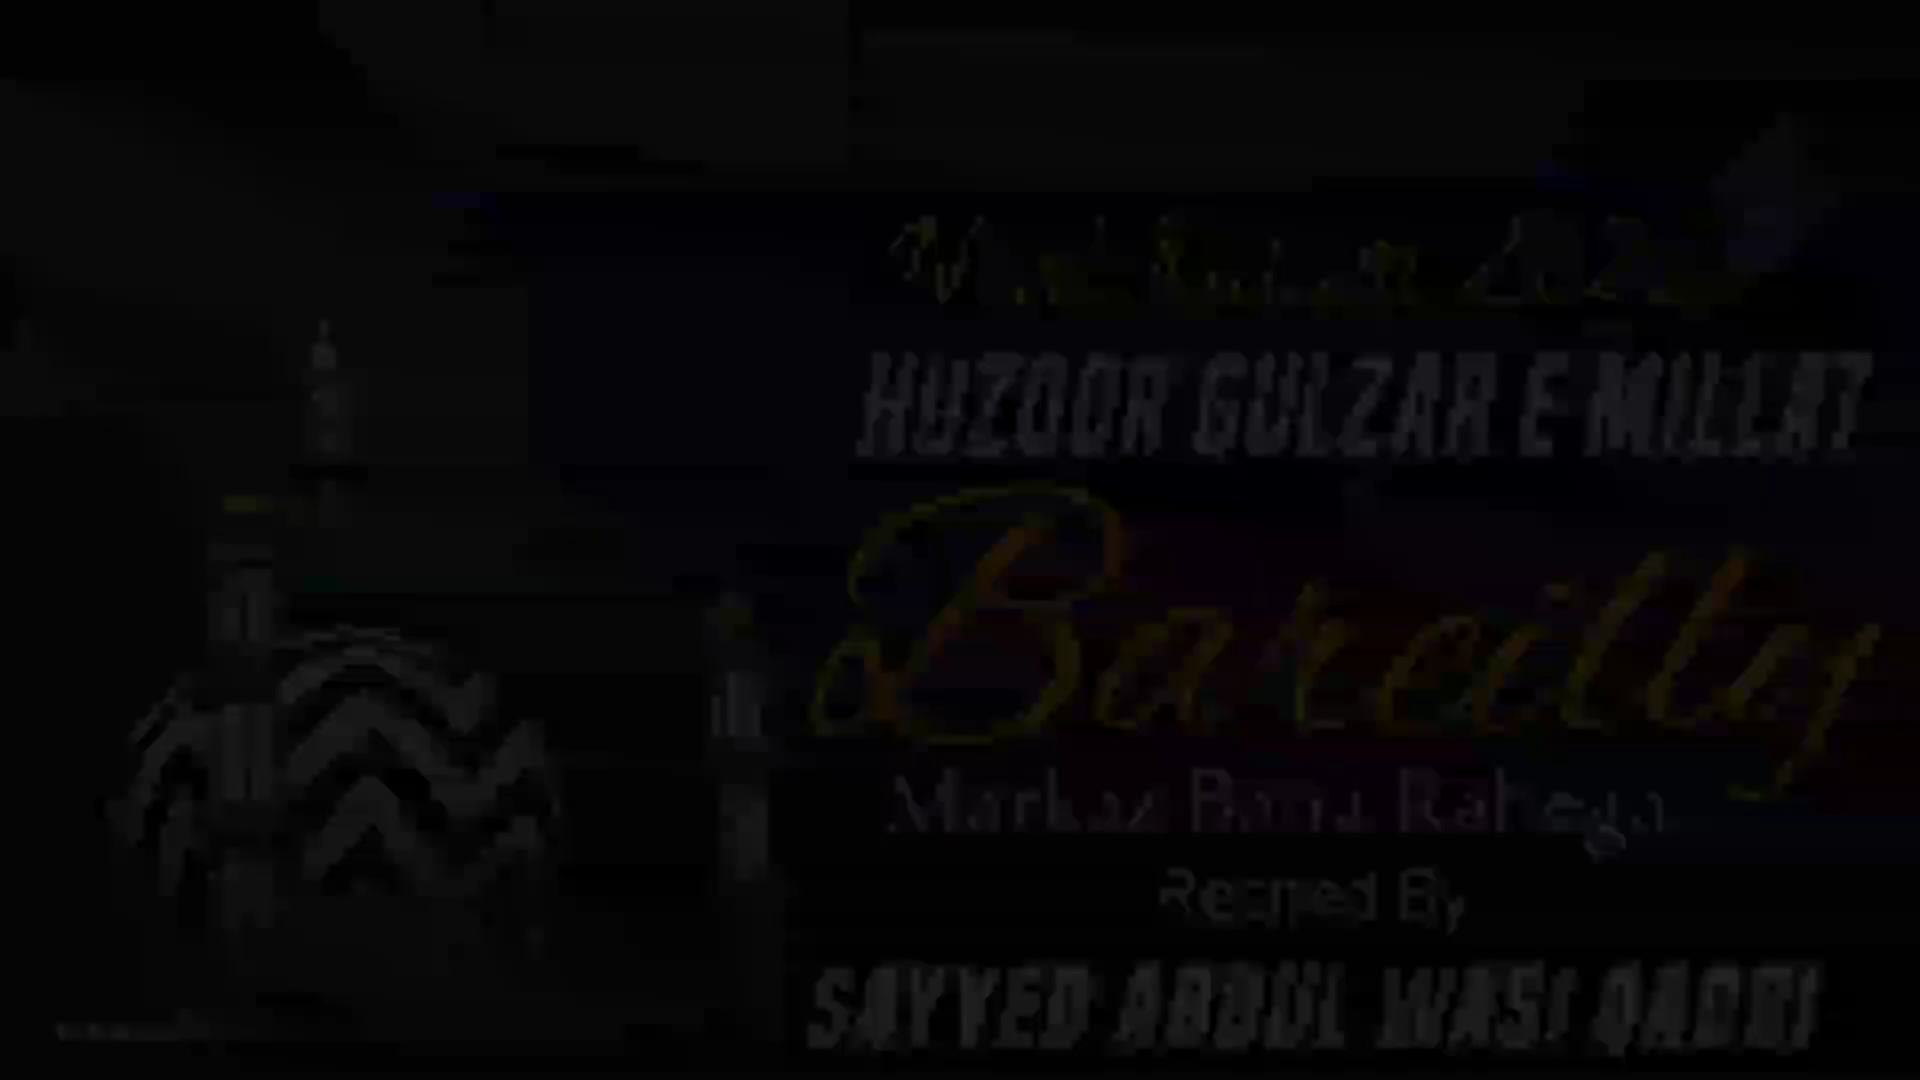 HUZOOR GULZAR E MILLAT
Bareilly
Markaz Bana Rahega
Recited By
SAYYED ABDUL WASI QADRI